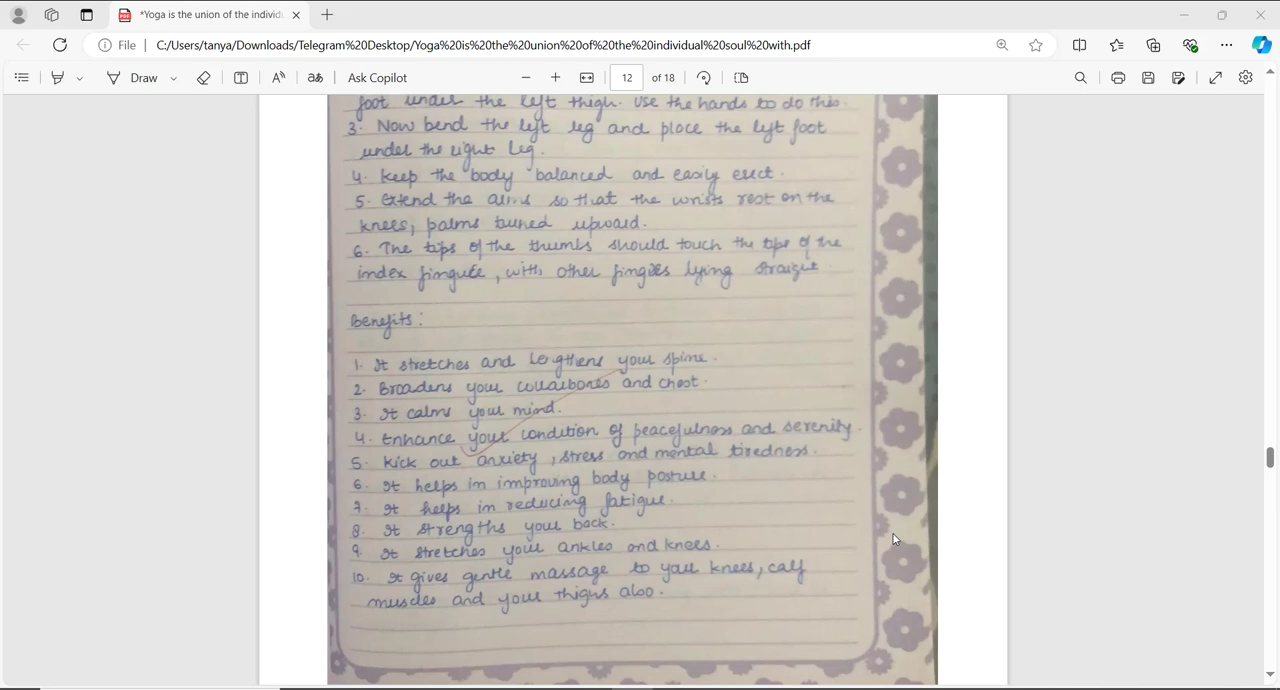 *Yoga is the union of the individ
File
C:/Users/tanya/Downloads/Telegram%20Desktop/Yoga%20is%20the%20union%20of%20the%20individual%20soul%20with.pdf
Draw
Ask Copilot
12 of 18
foot under the left thigh. Use the hands to do this.
3. Now bend the left leg and place the left foot
under the right leg.
4. Keep the body balanced and easily erect.
5. Extend the arms so that the wrists rest on the
knees, palms turned upward.
6. The tips of the thumbs should touch the tips of the
index , with other lying straight
Benefits:
1. It stretches and lengthens your spine.
2. Broadens your collarbones and chest.
3. It calms your mind.
4. Enhance your condition of peacefulness and serenity.
5. Kick out anxiety, stress and mental tiredness.
6. It helps in improving body posture.
7. It helps in reducing fatigue.
8. It strengths your back.
9. It stretches your ankles and knees.
10. It gives gentle massage to your knees, calf
muscles and your thighs also.